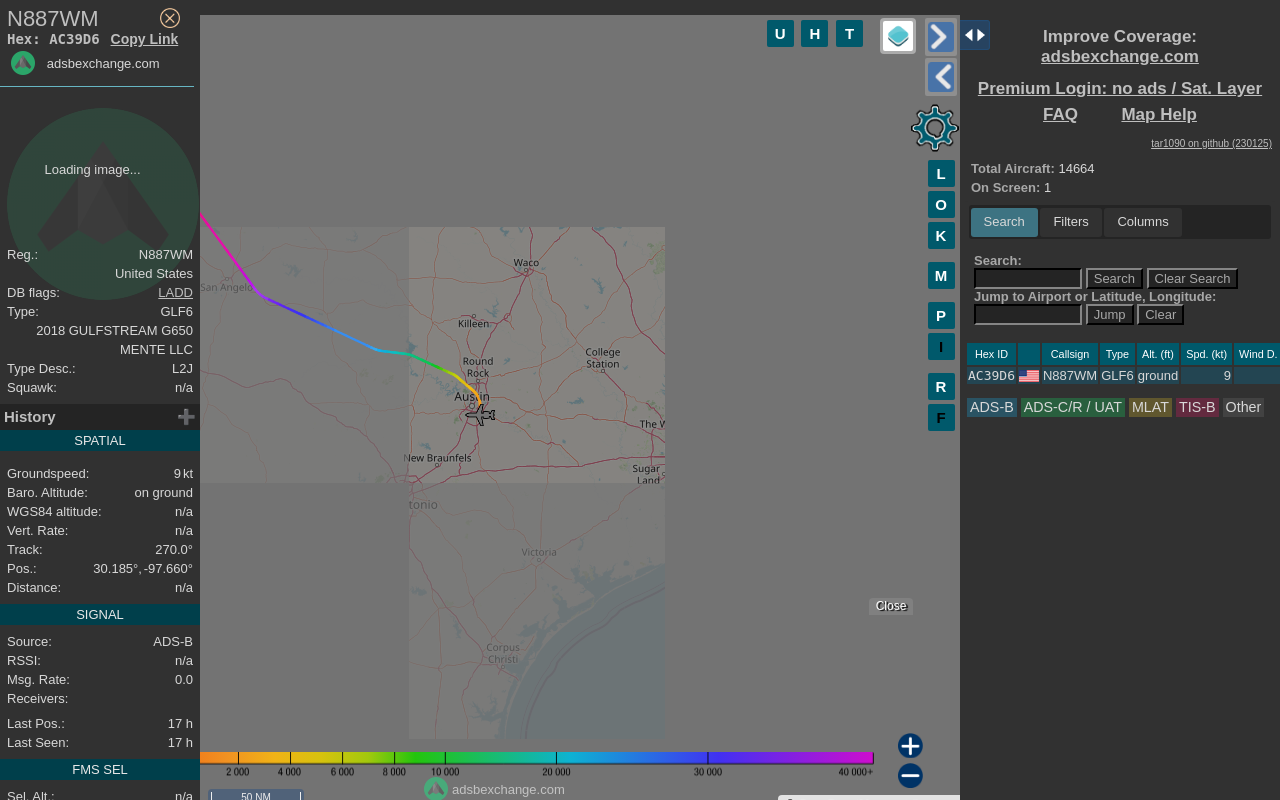 N887WM
Hex: AC39D6 Copy Link
adsbexchange.com
Loading image...
Reg.: N887WM
United States
DB flags: LADD
Type: GLF6
2018 GULFSTREAM G650
MENTE LLC
Type Desc.: L2J
Squawk: n/a
History
SPATIAL
Groundspeed: 9 kt
Baro. Altitude: on ground
WGS84 altitude: n/a
Vert. Rate: n/a
Track: 270.0°
Pos.: 30.185°, -97.660°
Distance: n/a
SIGNAL
Source: ADS-B
RSSI: n/a
Msg. Rate: 0.0
Receivers:
Last Pos.: 17 h
Last Seen: 17 h
FMS SEL
Sel. Alt.: n/a
U H T
L
O
K
M
P
I
R
F
Waco
San Angelo
Killeen
College
Station
Round
Rock
Austin
The W
New Braunfels
Sugar
Land
tonio
Victoria
Corpus
Christi
Close
2 000 4 000 6 000 8 000 10 000 20 000 30 000 40 000+
adsbexchange.com
50 NM
Improve Coverage:
adsbexchange.com
Premium Login: no ads / Sat. Layer
FAQ Map Help
tar1090 on github (230125)
Total Aircraft: 14664
On Screen: 1
Search Filters Columns
Search:
Search Clear Search
Jump to Airport or Latitude, Longitude:
Jump Clear
Hex ID Callsign Type Alt. (ft) Spd. (kt) Wind D.
AC39D6 N887WM GLF6 ground 9
ADS-B ADS-C/R / UAT MLAT TIS-B Other